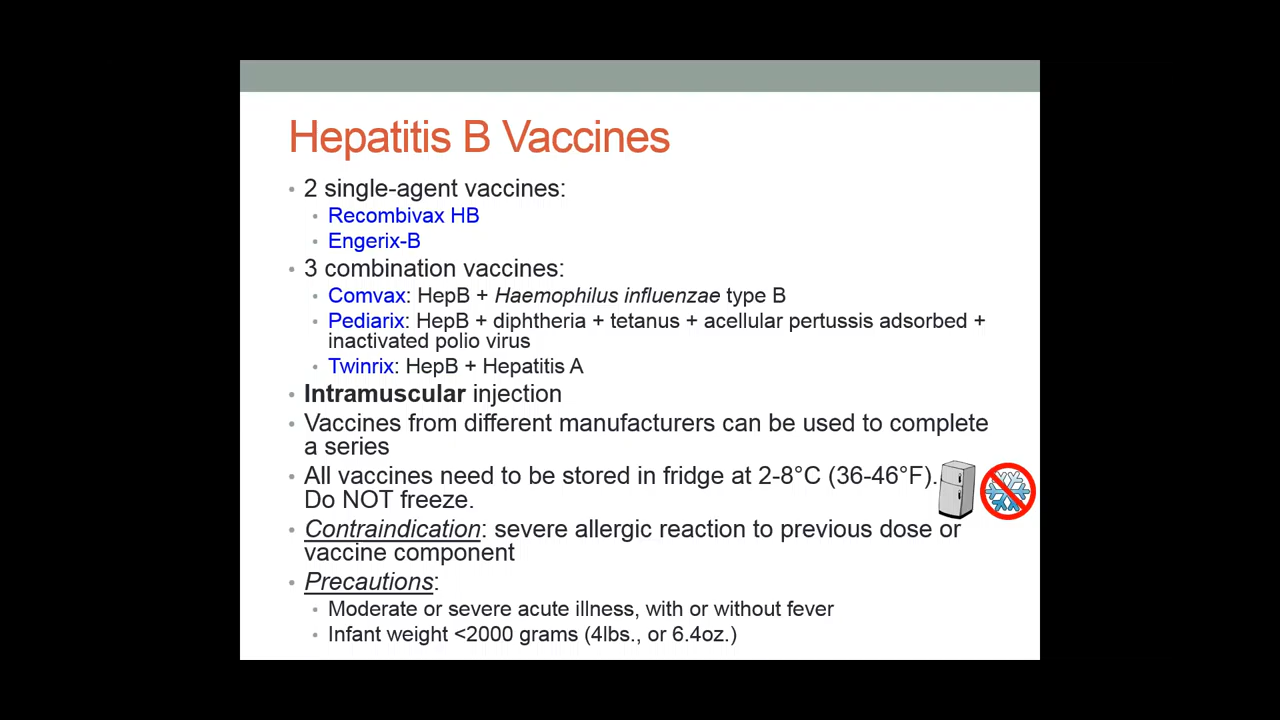 Hepatitis B Vaccines
• 2 single-agent vaccines:
• Recombivax HB
• Engerix-B
• 3 combination vaccines:
• Comvax: HepB + Haemophilus influenzae type B
• Pediarix: HepB + diphtheria + tetanus + acellular pertussis adsorbed +
inactivated polio virus
• Twinrix: HepB + Hepatitis A
• Intramuscular injection
• Vaccines from different manufacturers can be used to complete
a series
• All vaccines need to be stored in fridge at 2-8°C (36-46°F).
Do NOT freeze.
• Contraindication: severe allergic reaction to previous dose or
vaccine component
• Precautions:
• Moderate or severe acute illness, with or without fever
• Infant weight <2000 grams (4lbs., or 6.4oz.)